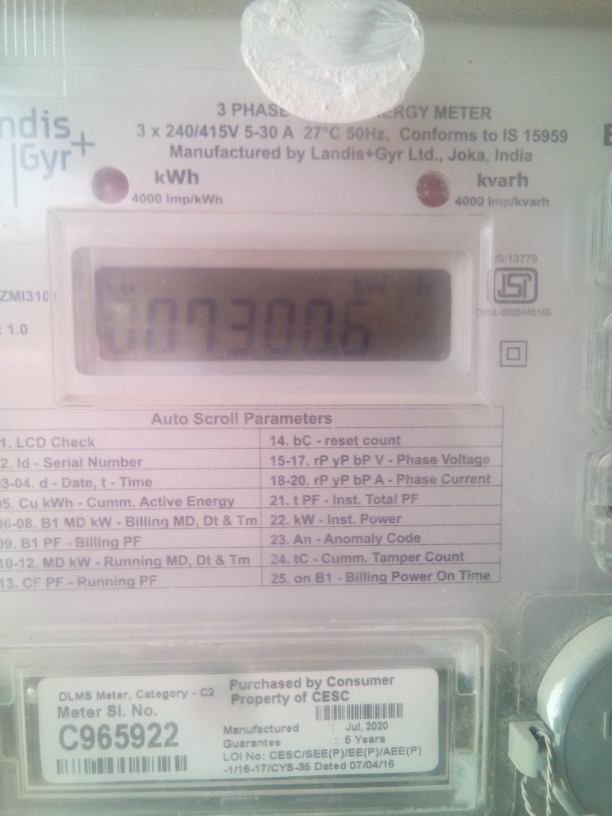 3 PHASE ERGY METER
3 x 240/415V 5-30 A 27°C 50Hz, Conforms to IS 15959
Manufactured by Landis+Gyr Ltd., Joka, India
ndis
Gyr+
kWh
4000 Imp/kWh
kvarh
4000 Imp/kvarh
Cu kW h
0073006
ZMI310
: 1.0
IS:13779
ISI
Auto Scroll Parameters
1. LCD Check
2. Id - Serial Number
03-04. d - Date, t - Time
05. Cu kWh - Cumm. Active Energy
06-08. B1 MD kW - Billing MD, Dt & Tm
09. B1 PF - Billing PF
10-12. MD kW - Running MD, Dt & Tm
13. CF PF - Running PF
14. bC - reset count
15-17. rP yP bP V - Phase Voltage
18-20. rP yP bP A - Phase Current
21. t PF - Inst. Total PF
22. kW - Inst. Power
23. An - Anomaly Code
24. tC - Cumm. Tamper Count
25. on B1 - Billing Power On Time
DLMS Meter, Category - C2
Meter Sl. No.
C965922
Purchased by Consumer
Property of CESC
Manufactured : Jul, 2020
Guarantee : 5 Years
LOI No: CESC/SEE(P)/EE(P)/AEE(P)
-1/16-17/CYS-36 Dated 07/04/16